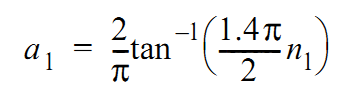 a₁ = 2/π tan⁻¹(1.4π/2 n₁)